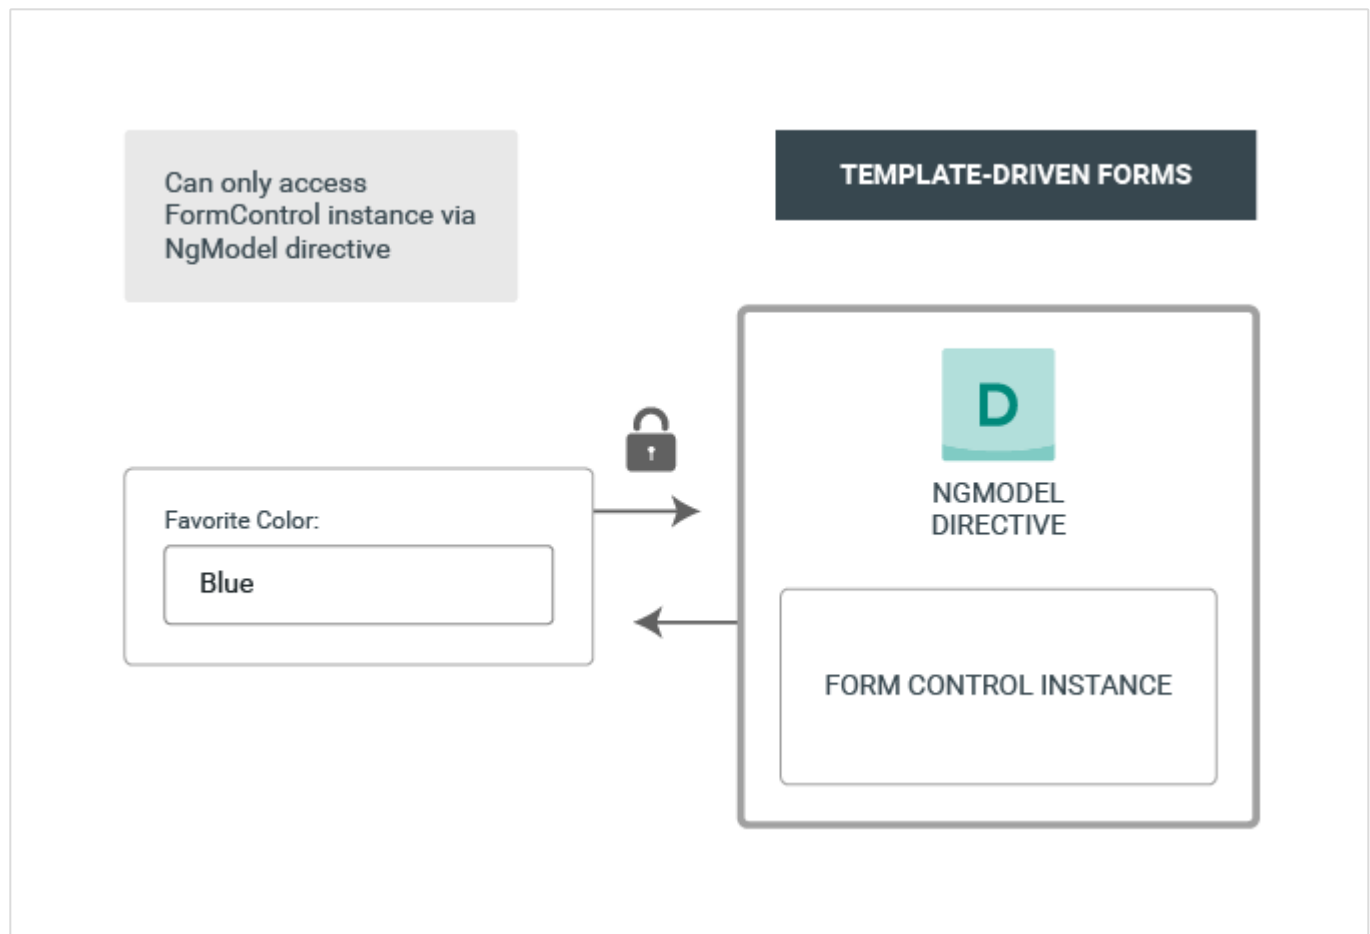 Can only access
FormControl instance via
NgModel directive
TEMPLATE-DRIVEN FORMS
D
NGMODEL
DIRECTIVE
Favorite Color:
Blue
FORM CONTROL INSTANCE